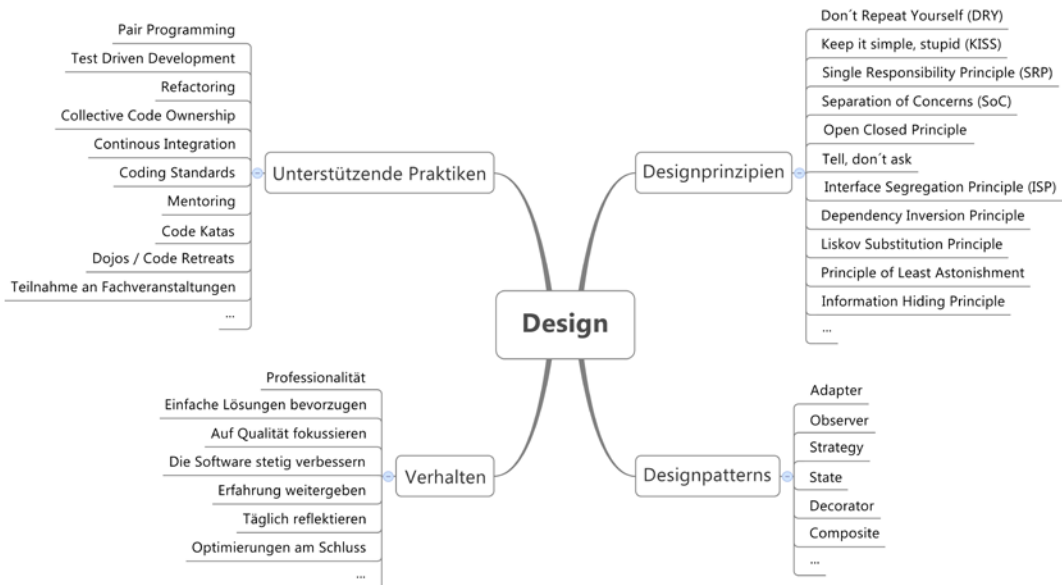 Pair Programming
Test Driven Development
Refactoring
Collective Code Ownership
Continous Integration
Coding Standards
Mentoring
Code Katas
Dojos / Code Retreats
Teilnahme an Fachveranstaltungen
...
Unterstützende Praktiken
Don´t Repeat Yourself (DRY)
Keep it simple, stupid (KISS)
Single Responsibility Principle (SRP)
Separation of Concerns (SoC)
Open Closed Principle
Tell, don´t ask
Interface Segregation Principle (ISP)
Dependency Inversion Principle
Liskov Substitution Principle
Principle of Least Astonishment
Information Hiding Principle
...
Designprinzipien
Design
Professionalität
Einfache Lösungen bevorzugen
Auf Qualität fokussieren
Die Software stetig verbessern
Erfahrung weitergeben
Täglich reflektieren
Optimierungen am Schluss
...
Verhalten
Adapter
Observer
Strategy
State
Decorator
Composite
...
Designpatterns